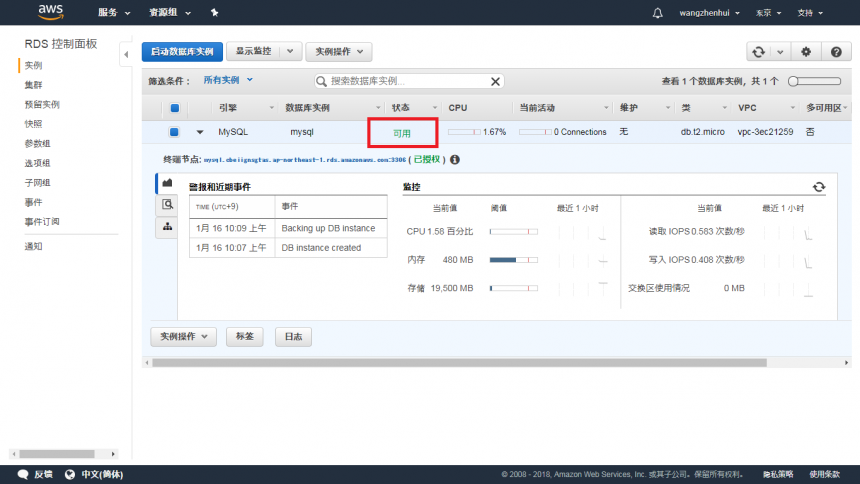 aws 服务 资源组 wangzhenhui 东京 支持
RDS 控制面板
实例
集群
预留实例
快照
参数组
选项组
子网组
事件
事件订阅
通知
启动数据库实例 显示监控 实例操作
筛选条件： 所有实例 搜索数据库实例... 查看 1 个数据库实例，共 1 个
引擎 数据库实例 状态 CPU 当前活动 维护 类 VPC 多可用区
MySQL mysql 可用 1.67% 0 Connections 无 db.t2.micro vpc-3ec21259 否
终端节点: ( 已授权 )
警报和近期事件
TIME (UTC+9) 事件
1月 16 10:09 上午 Backing up DB instance
1月 16 10:07 上午 DB instance created
监控
当前值 阈值 最近 1 小时 当前值 最近 1 小时
CPU 1.58 百分比 读取 IOPS 0.583 次数/秒
内存 480 MB 写入 IOPS 0.408 次数/秒
存储 19,500 MB 交换区使用情况 0 MB
实例操作 标签 日志
反馈 中文(简体) © 2008 - 2018, Amazon Web Services, Inc. 或其子公司。保留所有权利。 隐私策略 使用条款